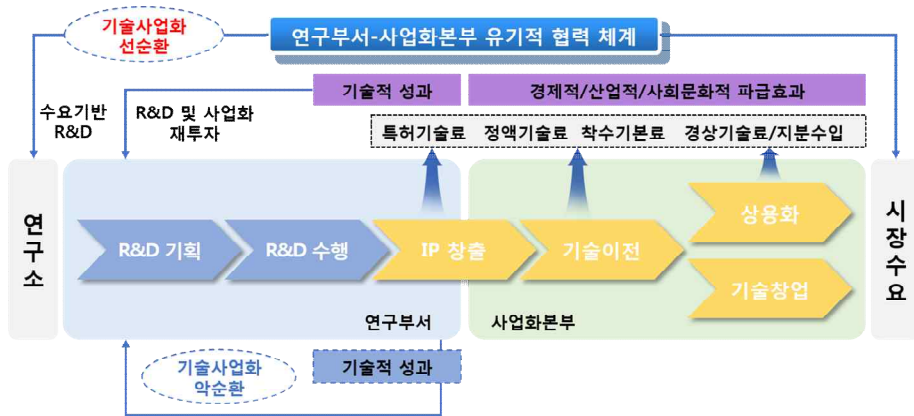 기술사업화
선순환
연구부서-사업화본부 유기적 협력 체계
수요기반
R&D
R&D 및 사업화
재투자
기술적 성과
경제적/산업적/사회문화적 파급효과
특허기술료 정액기술료 착수기본료 경상기술료/지분수입
연구소
R&D 기획
R&D 수행
IP 창출
기술이전
상용화
기술창업
시장수요
연구부서
사업화본부
기술사업화
악순환
기술적 성과